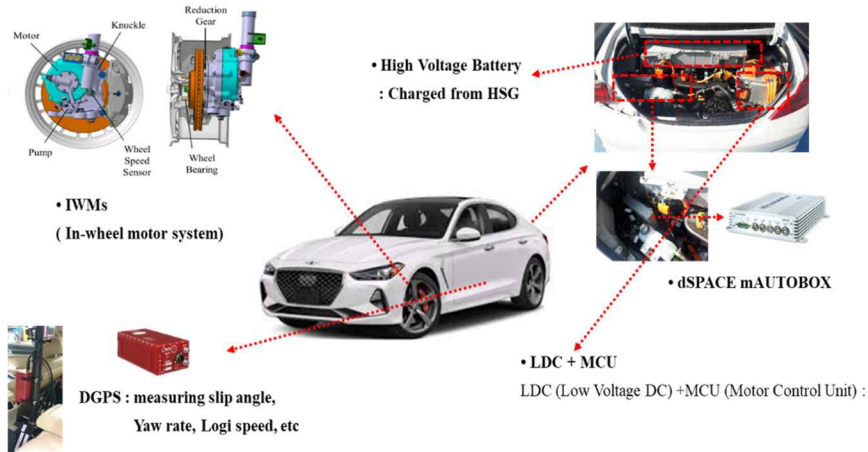 Motor
Knuckle
Reduction
Gear
Pump
Wheel
Speed
Sensor
Wheel
Bearing
• IWMs
( In-wheel motor system)
• High Voltage Battery
: Charged from HSG
• dSPACE mAUTOBOX
• LDC + MCU
LDC (Low Voltage DC) +MCU (Motor Control Unit) :
DGPS : measuring slip angle,
Yaw rate, Logi speed, etc